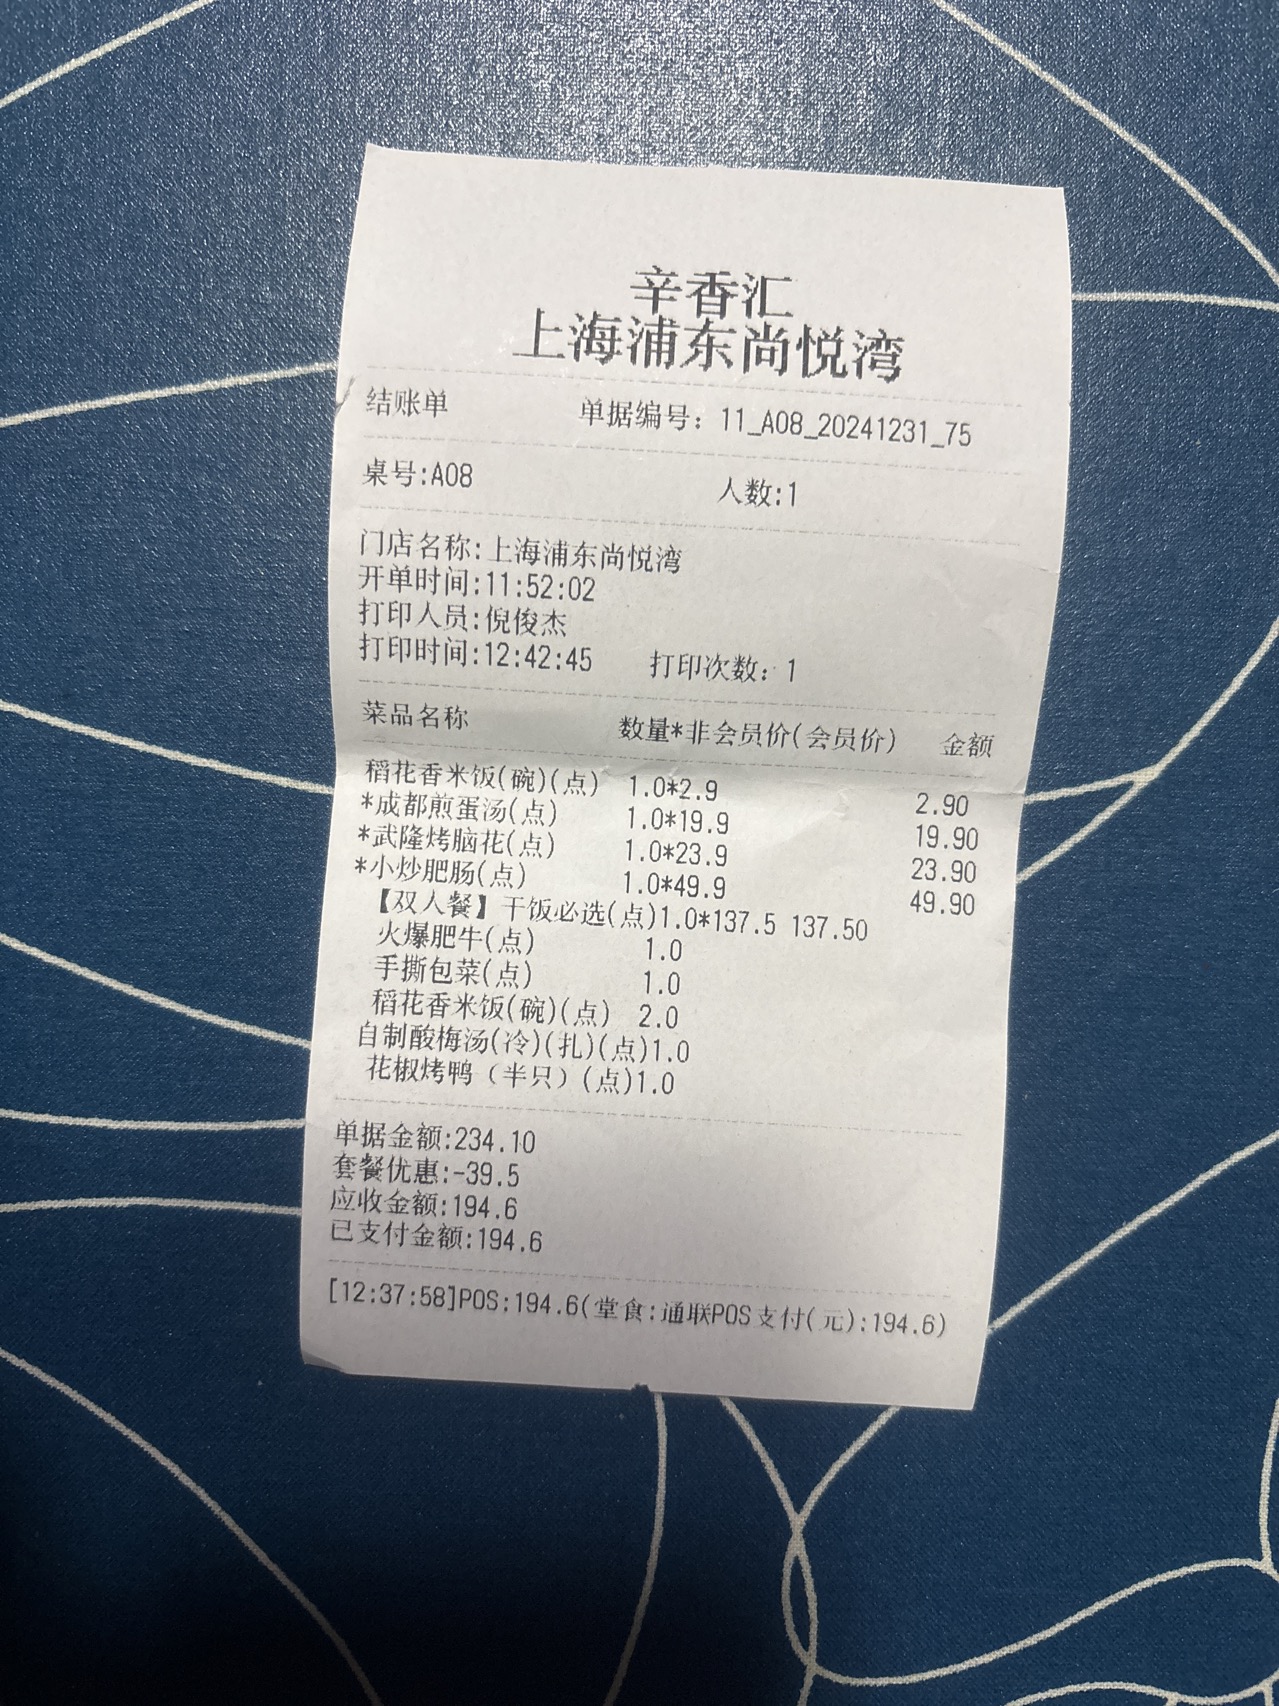 辛香汇
上海浦东尚悦湾
结账单 单据编号：11_A08_20241231_75
桌号:A08 人数:1
门店名称:上海浦东尚悦湾
开单时间:11:52:02
打印人员:倪俊杰
打印时间:12:42:45 打印次数：1
菜品名称 数量*非会员价(会员价) 金额
稻花香米饭(碗)(点) 1.0*2.9 2.90
*成都煎蛋汤(点) 1.0*19.9 19.90
*武隆烤脑花(点) 1.0*23.9 23.90
*小炒肥肠(点) 1.0*49.9 49.90
【双人餐】干饭必选(点)1.0*137.5 137.50
火爆肥牛(点) 1.0
手撕包菜(点) 1.0
稻花香米饭(碗)(点) 2.0
自制酸梅汤(冷)(扎)(点)1.0
花椒烤鸭（半只）(点)1.0
单据金额:234.10
套餐优惠:-39.5
应收金额:194.6
已支付金额:194.6
[12:37:58]POS:194.6(堂食:通联POS支付(元):194.6)